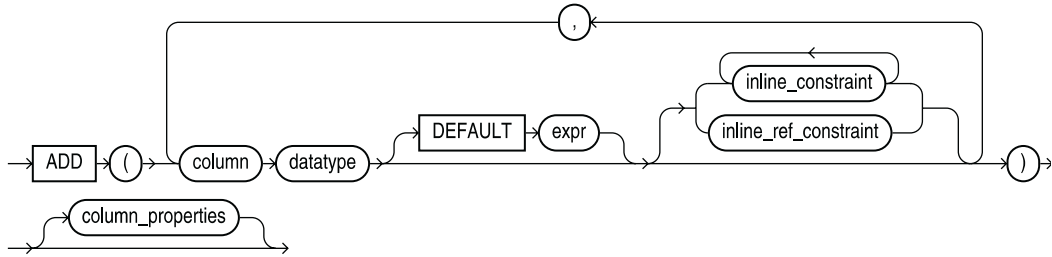 ,
inline_constraint
DEFAULT expr inline_ref_constraint
ADD ( column datatype )
column_properties